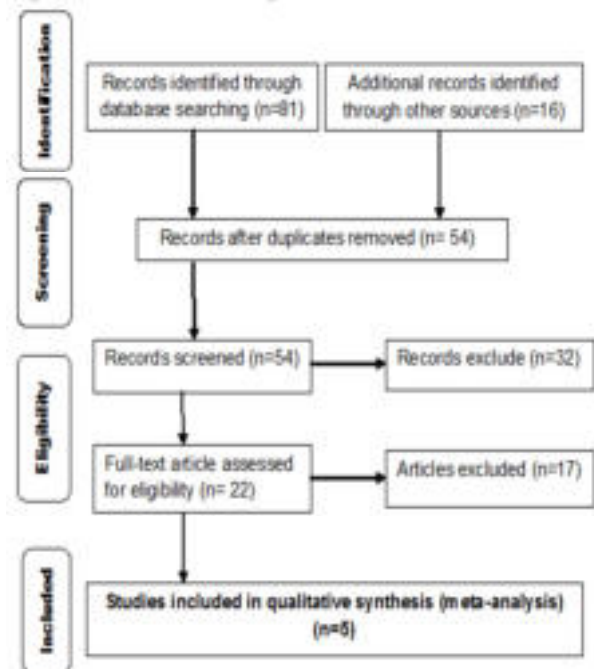 Identification
Records identified through
database searching (n=81)
Additional records identified
through other sources (n=16)
Screening
Records after duplicates removed (n= 54)
Eligibility
Records screened (n=54)
Records exclude (n=32)
Full-text article assessed
for eligibility (n= 22)
Articles excluded (n=17)
Included
Studies included in qualitative synthesis (meta-analysis)
(n=5)